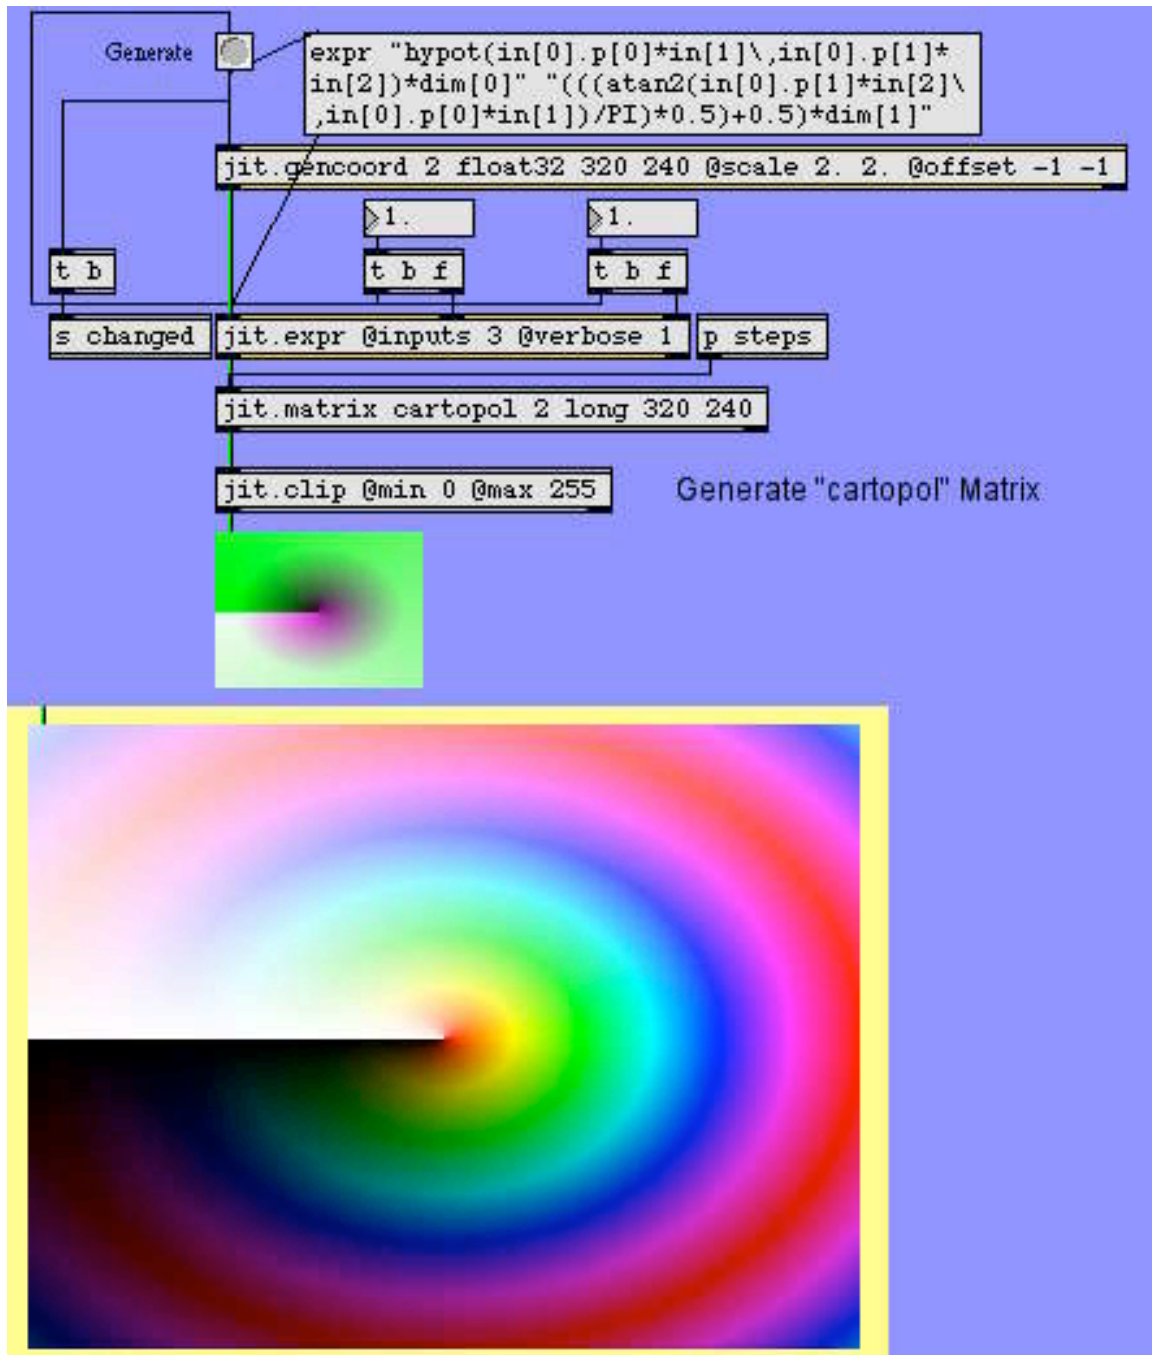 Generate
expr "hypot(in[0].p[0]*in[1]\,in[0].p[1]*
in[2])*dim[0]" "(((atan2(in[0].p[1]*in[2]\
,in[0].p[0]*in[1])/PI)*0.5)+0.5)*dim[1]"
jit.gencoord 2 float32 320 240 @scale 2. 2. @offset -1 -1
1.
1.
t b
t b f
t b f
s changed
jit.expr @inputs 3 @verbose 1
p steps
jit.matrix cartopol 2 long 320 240
jit.clip @min 0 @max 255
Generate "cartopol" Matrix